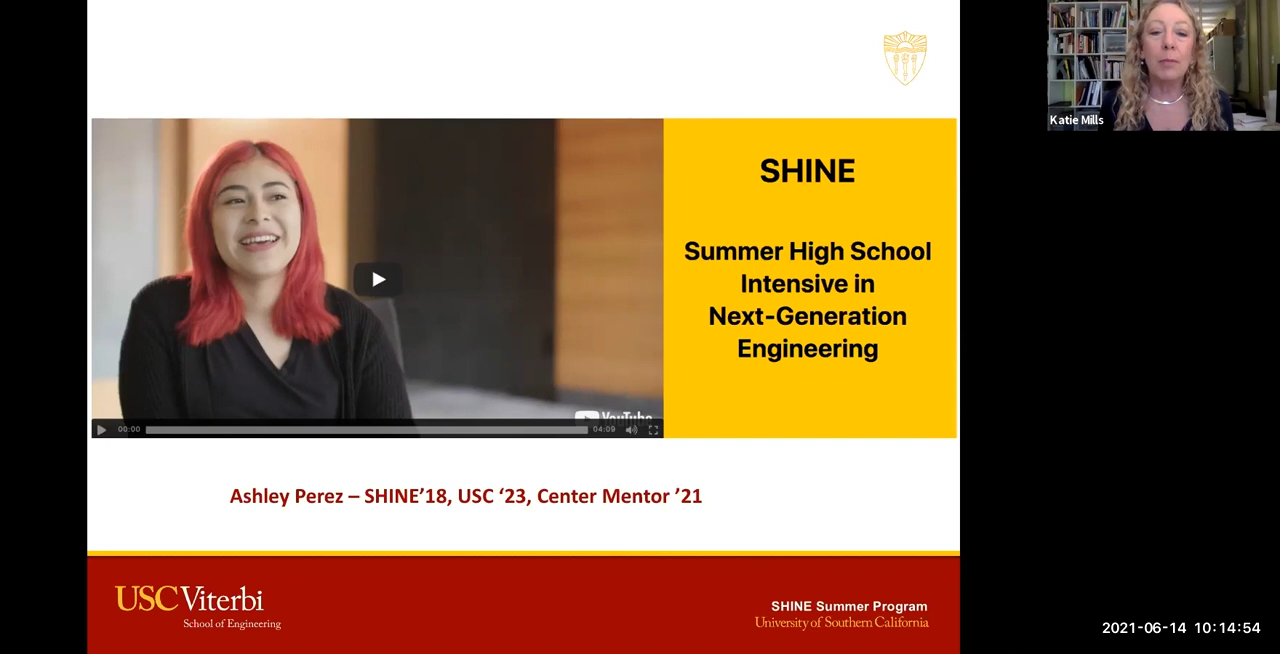 Katie Mills
SHINE
Summer High School
Intensive in
Next-Generation
Engineering
YouTube
00:00
04:09
Ashley Perez – SHINE’18, USC ‘23, Center Mentor ’21
USC Viterbi
School of Engineering
SHINE Summer Program
University of Southern California
2021-06-14 10:14:54